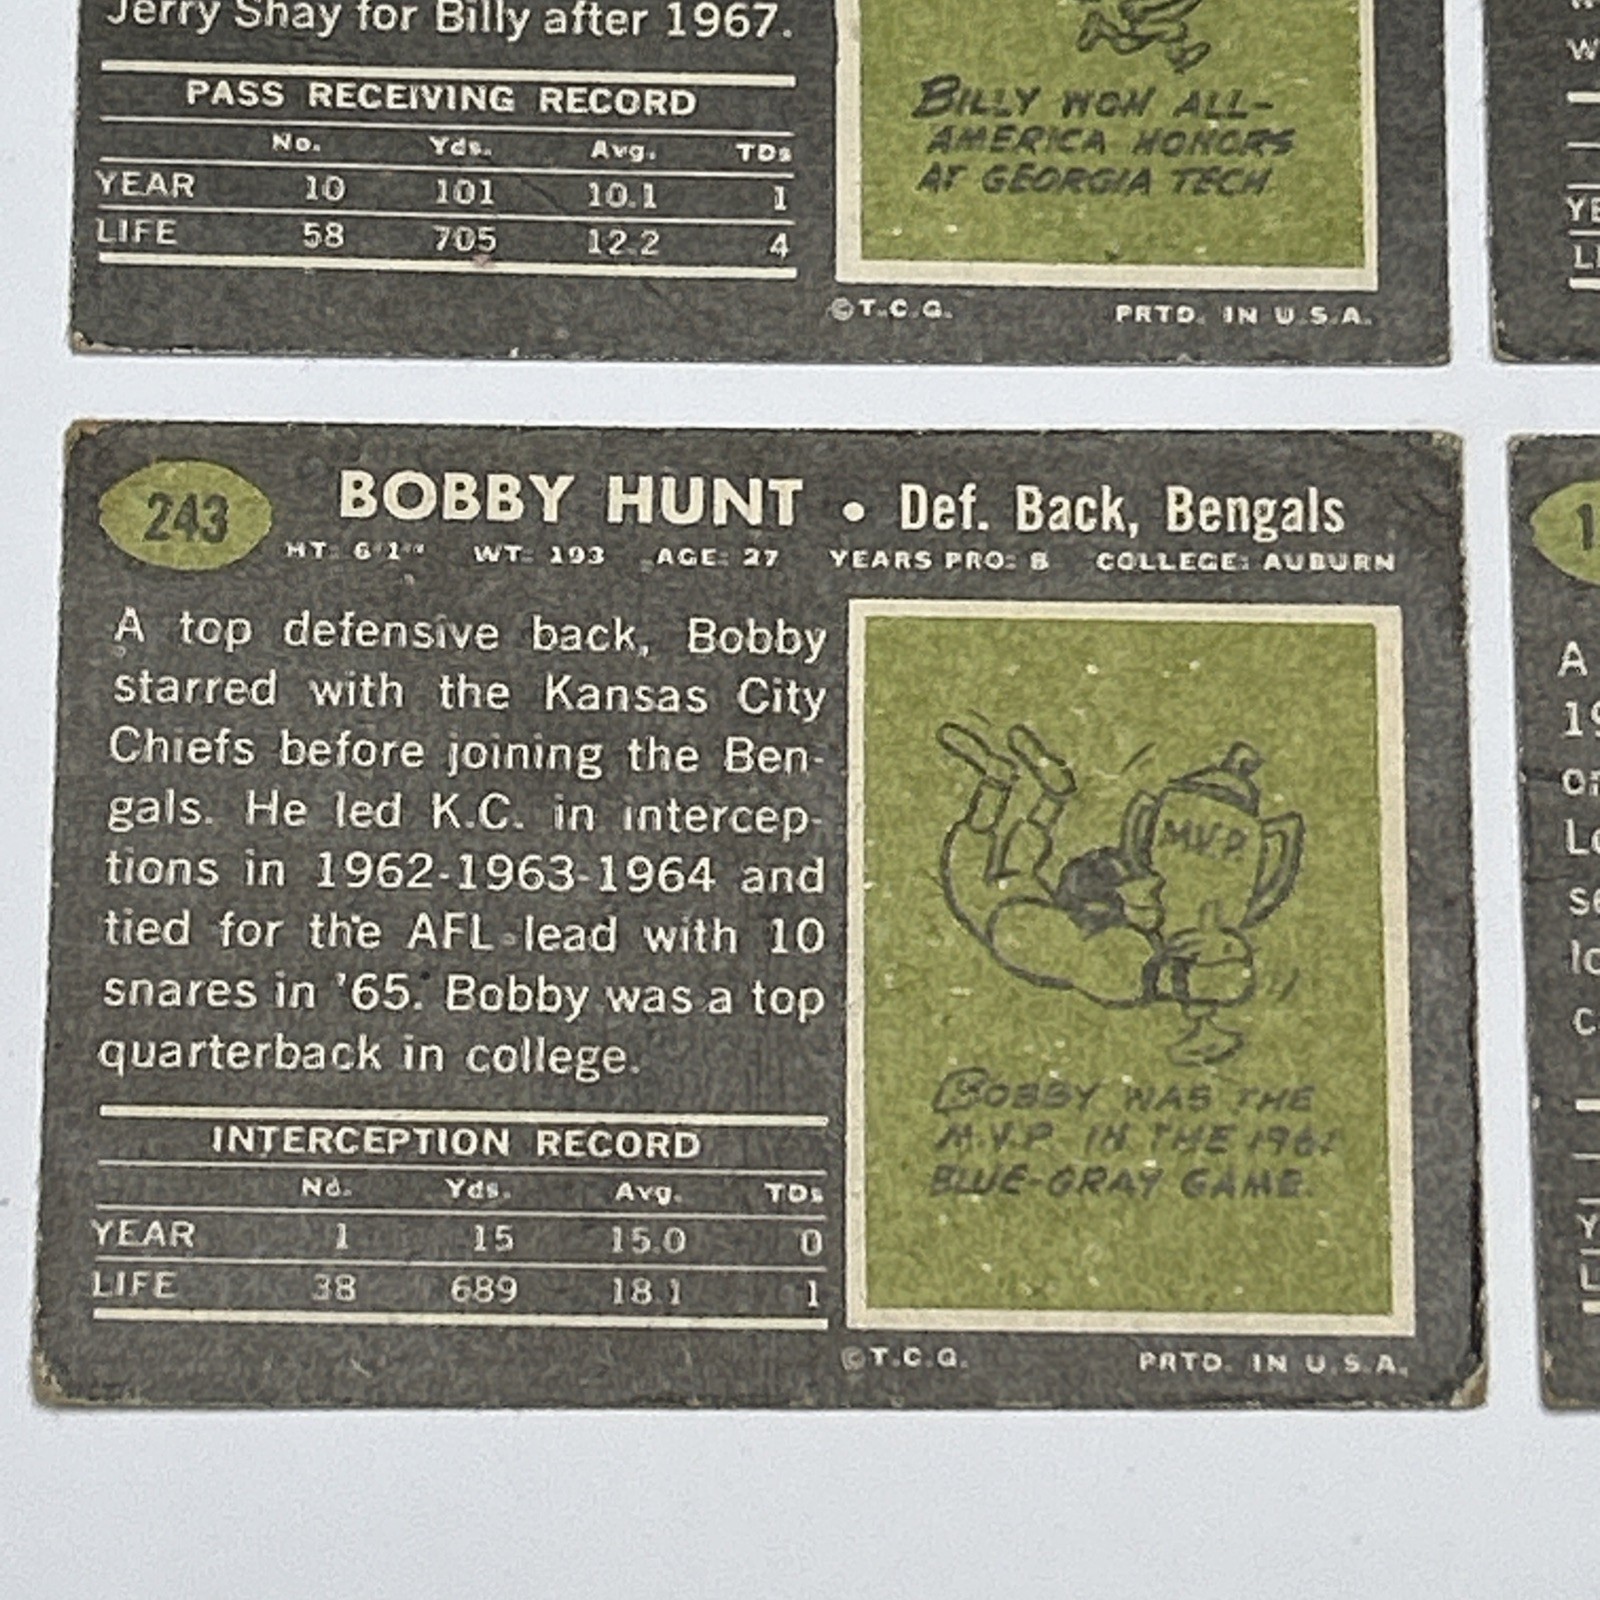 Jerry Shay for Billy after 1967.
PASS RECEIVING RECORD
No. Yds. Avg. TDs
YEAR 10 101 10.1 1
LIFE 58 705 12.2 4
BILLY WON ALL-
AMERICA HONORS
AT GEORGIA TECH.
©T.C.G. PRTD. IN U.S.A.
243 BOBBY HUNT • Def. Back, Bengals
HT: 6'1" WT: 193 AGE: 27 YEARS PRO: 8 COLLEGE: AUBURN
A top defensive back, Bobby
starred with the Kansas City
Chiefs before joining the Ben-
gals. He led K.C. in intercep-
tions in 1962-1963-1964 and
tied for the AFL lead with 10
snares in '65. Bobby was a top
quarterback in college.
INTERCEPTION RECORD
No. Yds. Avg. TDs
YEAR 1 15 15.0 0
LIFE 38 689 18.1 1
M.V.P.
BOBBY WAS THE
M.V.P. IN THE 1961
BLUE-GRAY GAME.
©T.C.G. PRTD. IN U.S.A.